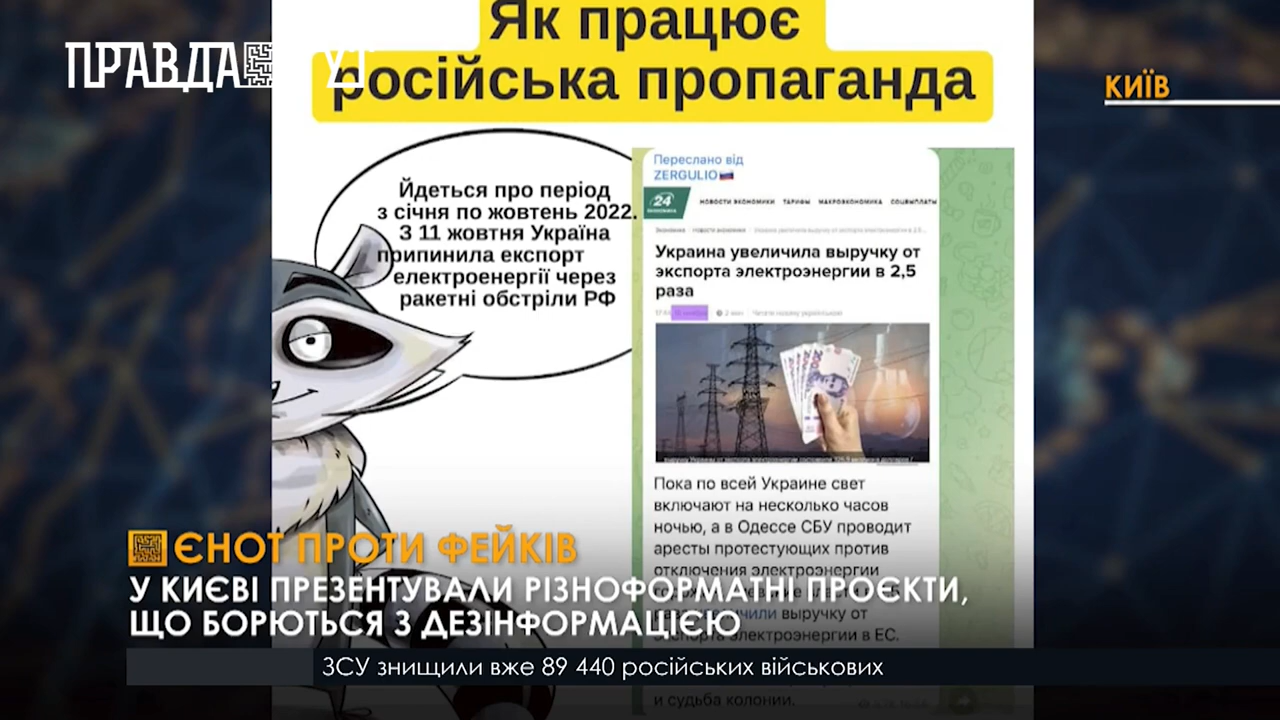 Як працює
російська пропаганда
ПРАВДА
КИЇВ
Йдеться про період
з січня по жовтень 2022.
З 11 жовтня Україна
припинила експорт
електроенергії через
ракетні обстріли РФ
Переслано від
ZERGULIO
24
НОВОСТИ ЭКОНОМИКИ ТАРИФЫ МАКРОЭКОНОМИКА СОЦВЫПЛАТЫ
Украина увеличила выручку от
экспорта электроэнергии в 2,5
раза
Пока по всей Украине свет
включают на несколько часов
ночью, а в Одессе СБУ проводит
аресты протестующих против
отключения электроэнергии
выручку от
электроэнергии в ЕС.
и судьба колонии.
ЄНОТ ПРОТИ ФЕЙКІВ
У КИЄВІ ПРЕЗЕНТУВАЛИ РІЗНОФОРМАТНІ ПРОЄКТИ,
ЩО БОРЮТЬСЯ З ДЕЗІНФОРМАЦІЄЮ
ЗСУ знищили вже 89 440 російських військових